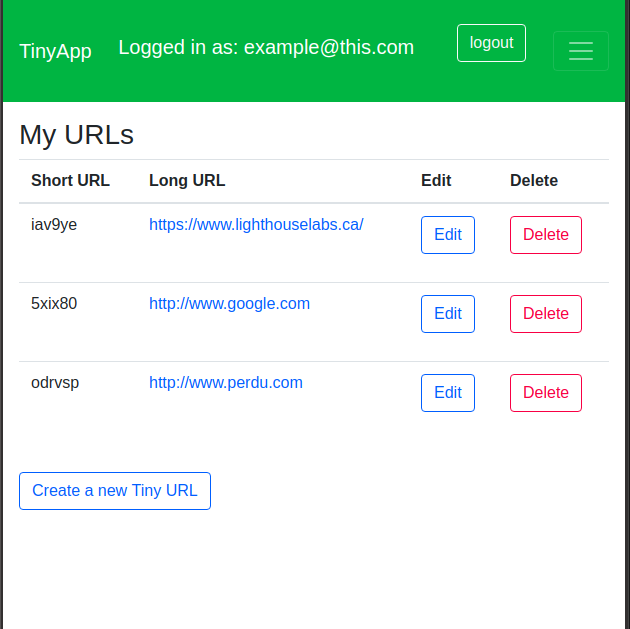 TinyApp Logged in as: example@this.com logout
My URLs
Short URL Long URL Edit Delete
iav9ye https://www.lighthouselabs.ca/ Edit Delete
5xix80 http://www.google.com Edit Delete
odrvsp http://www.perdu.com Edit Delete
Create a new Tiny URL